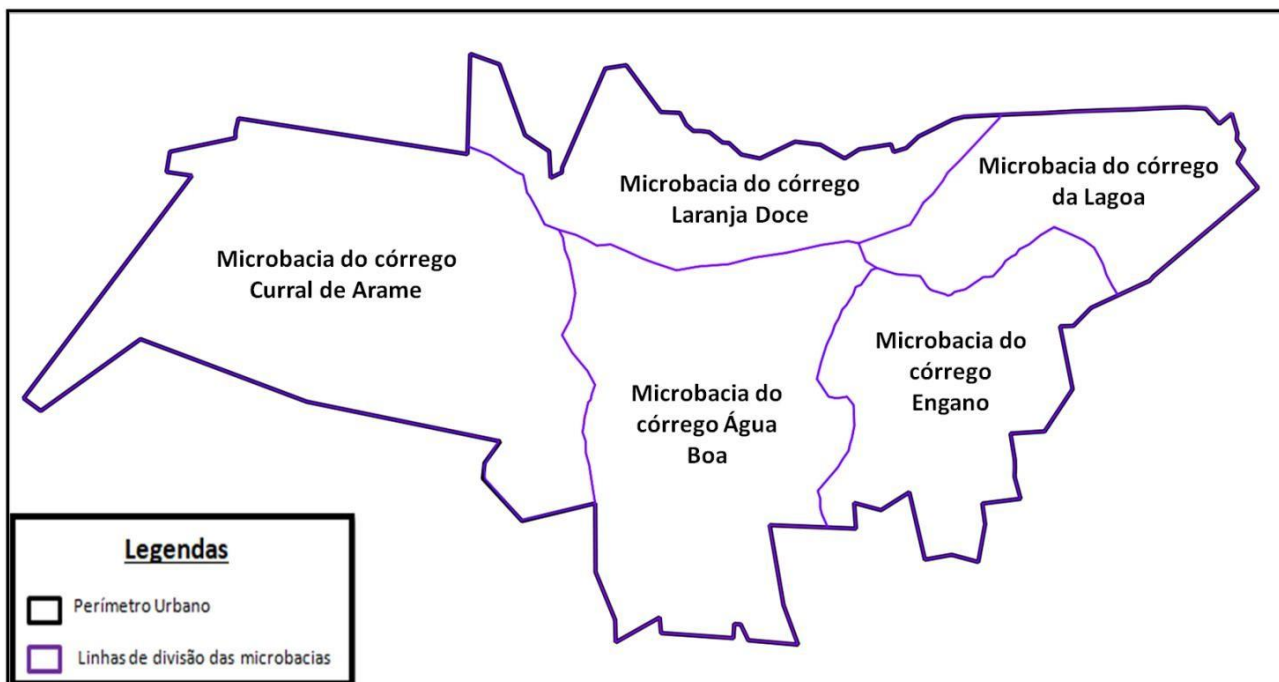 Microbacia do córrego
Laranja Doce
Microbacia do córrego
da Lagoa
Microbacia do córrego
Curral de Arame
Microbacia do
córrego
Engano
Microbacia do
córrego Água
Boa
Legendas
Perímetro Urbano
Linhas de divisão das microbacias